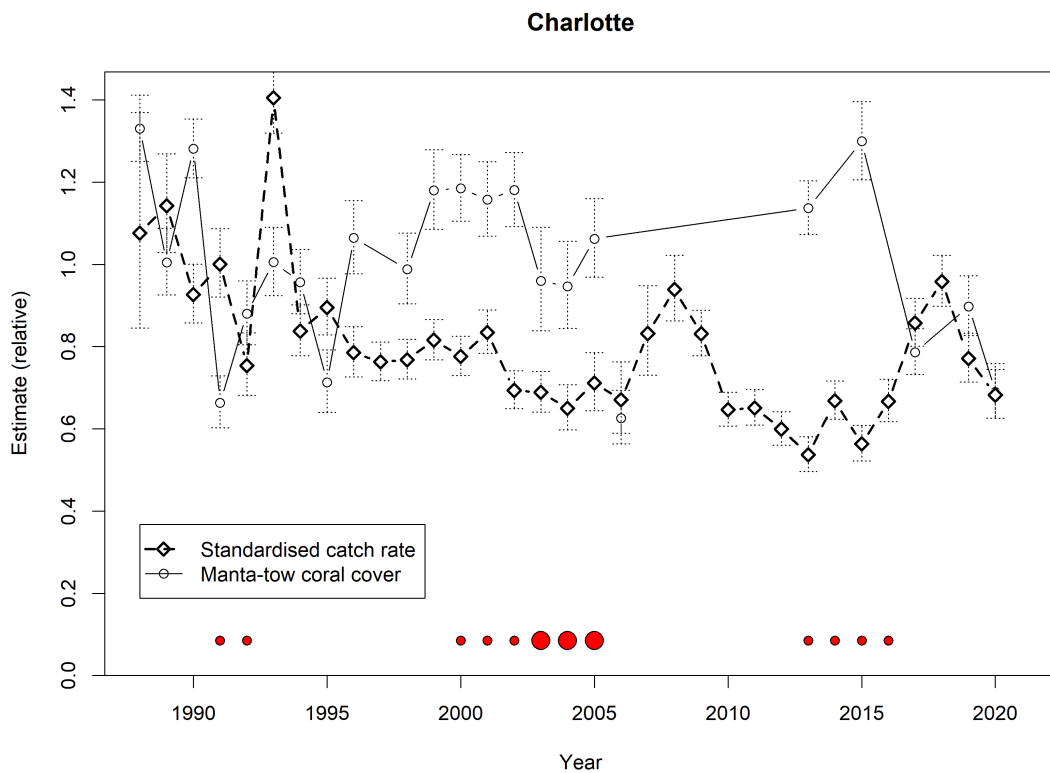 Charlotte
Estimate (relative)
1.4
1.2
1.0
0.8
0.6
0.4
0.2
0.0
Standardised catch rate
Manta-tow coral cover
1990 1995 2000 2005 2010 2015 2020
Year